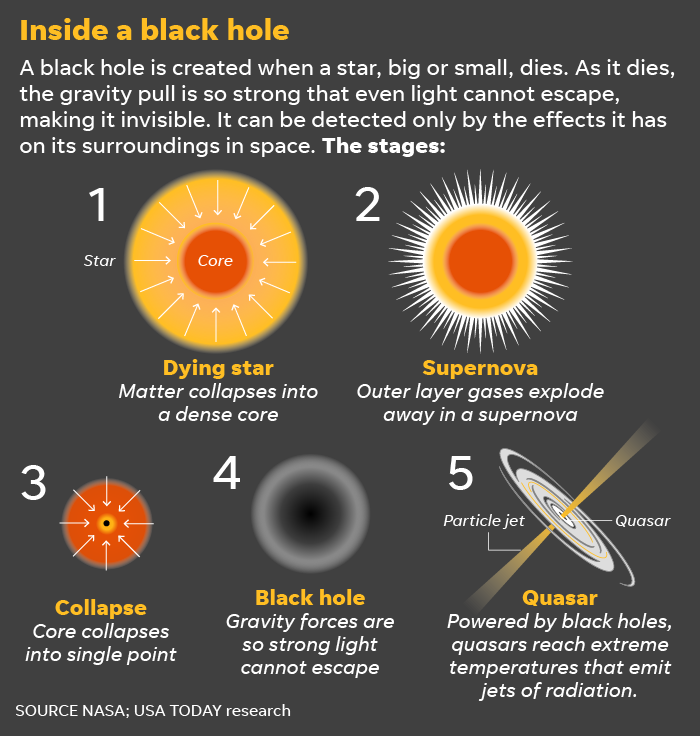 Inside a black hole
A black hole is created when a star, big or small, dies. As it dies,
the gravity pull is so strong that even light cannot escape,
making it invisible. It can be detected only by the effects it has
on its surroundings in space. The stages:
1
Star
Core
Dying star
Matter collapses into
a dense core
2
Supernova
Outer layer gases explode
away in a supernova
3
Collapse
Core collapses
into single point
4
Black hole
Gravity forces are
so strong light
cannot escape
5
Particle jet
Quasar
Quasar
Powered by black holes,
quasars reach extreme
temperatures that emit
jets of radiation.
SOURCE NASA; USA TODAY research